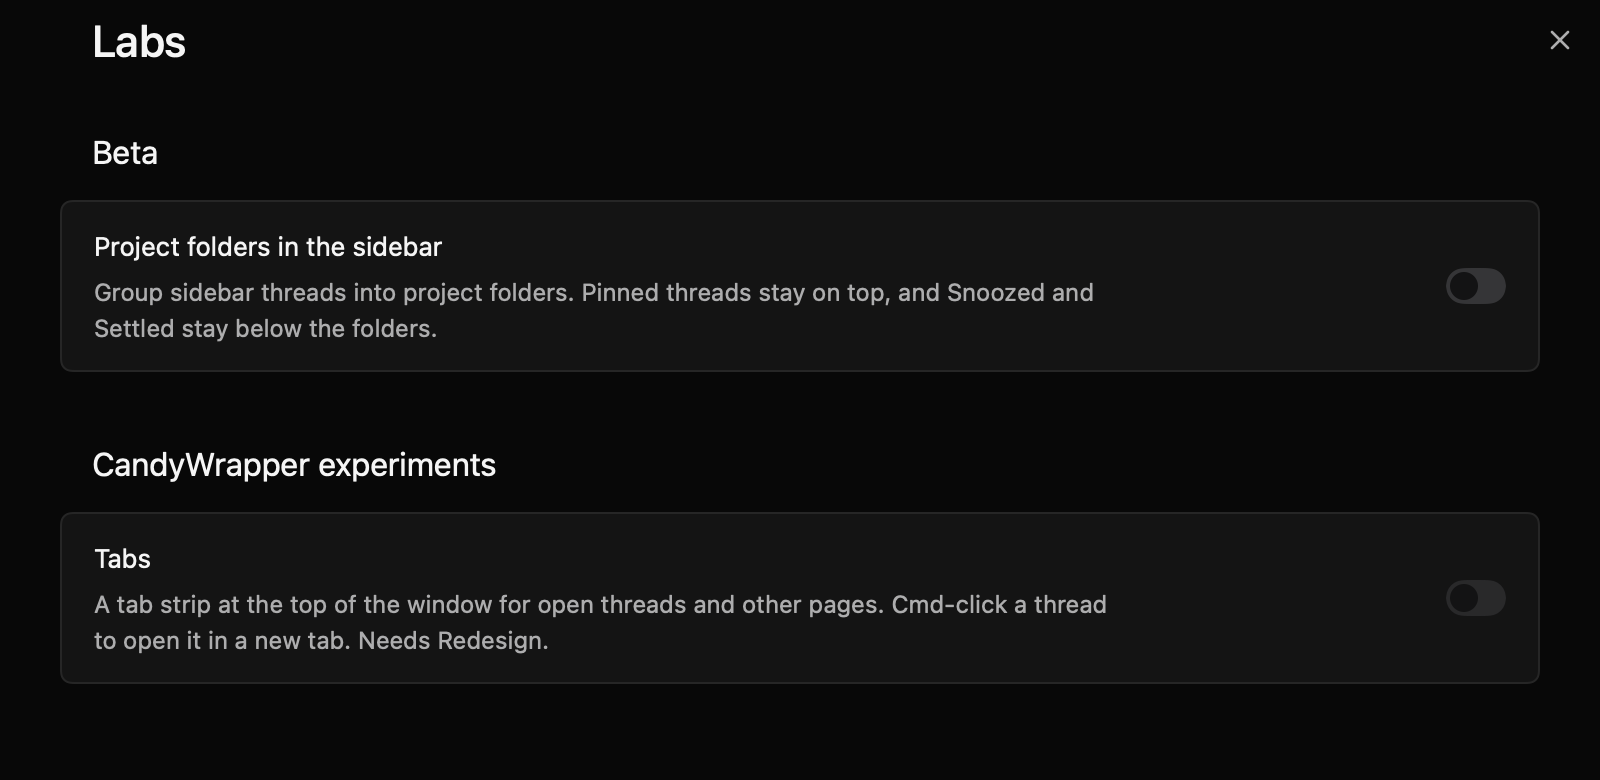 Labs
Beta
Project folders in the sidebar
Group sidebar threads into project folders. Pinned threads stay on top, and Snoozed and
Settled stay below the folders.
CandyWrapper experiments
Tabs
A tab strip at the top of the window for open threads and other pages. Cmd-click a thread
to open it in a new tab. Needs Redesign.